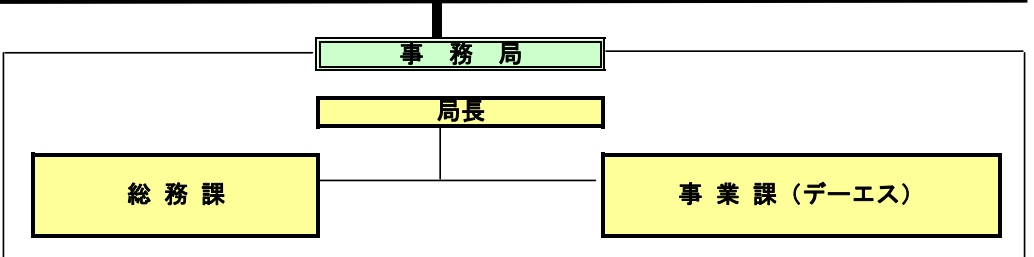 事 務 局
局長
総 務 課
事 業 課（デーエス）